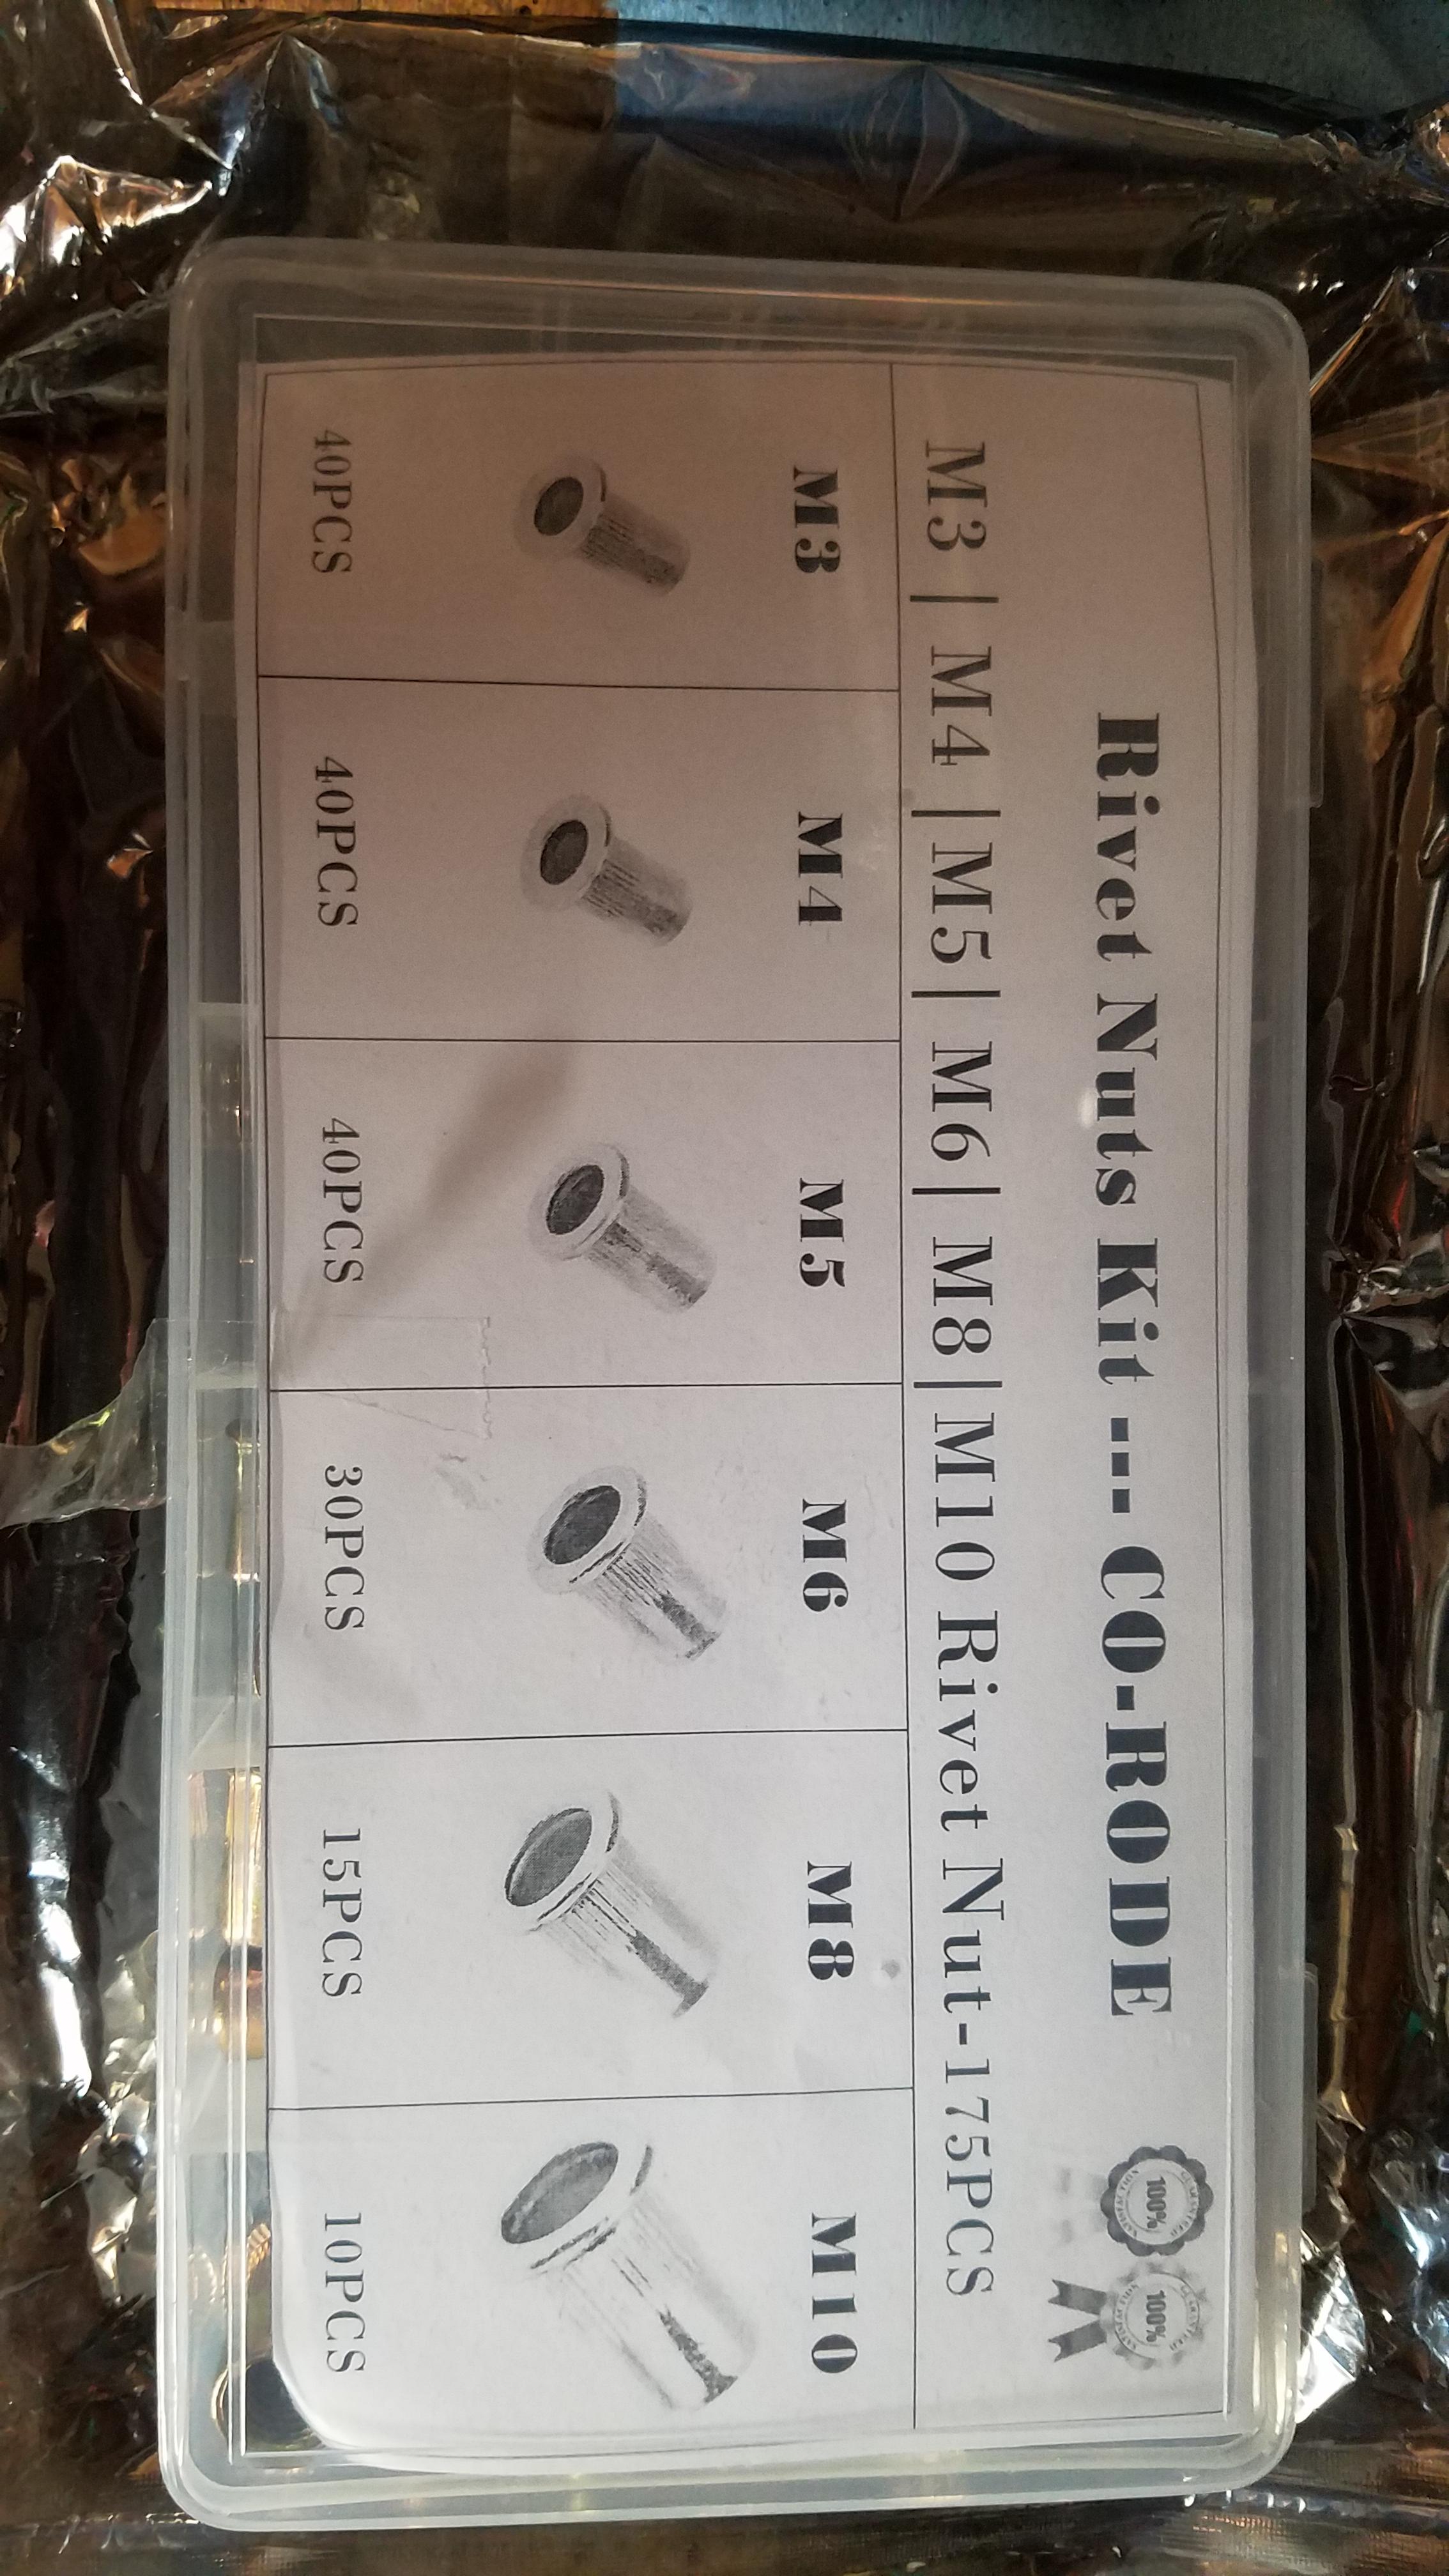 Rivet Nuts Kit --- CO-RODE
100%
100%
M3 | M4 |M5| M6| M8|M10 Rivet Nut-175PCS
M3
M4
M5
M6
M8
M10
40PCS
40PCS
40PCS
30PCS
15PCS
10PCS